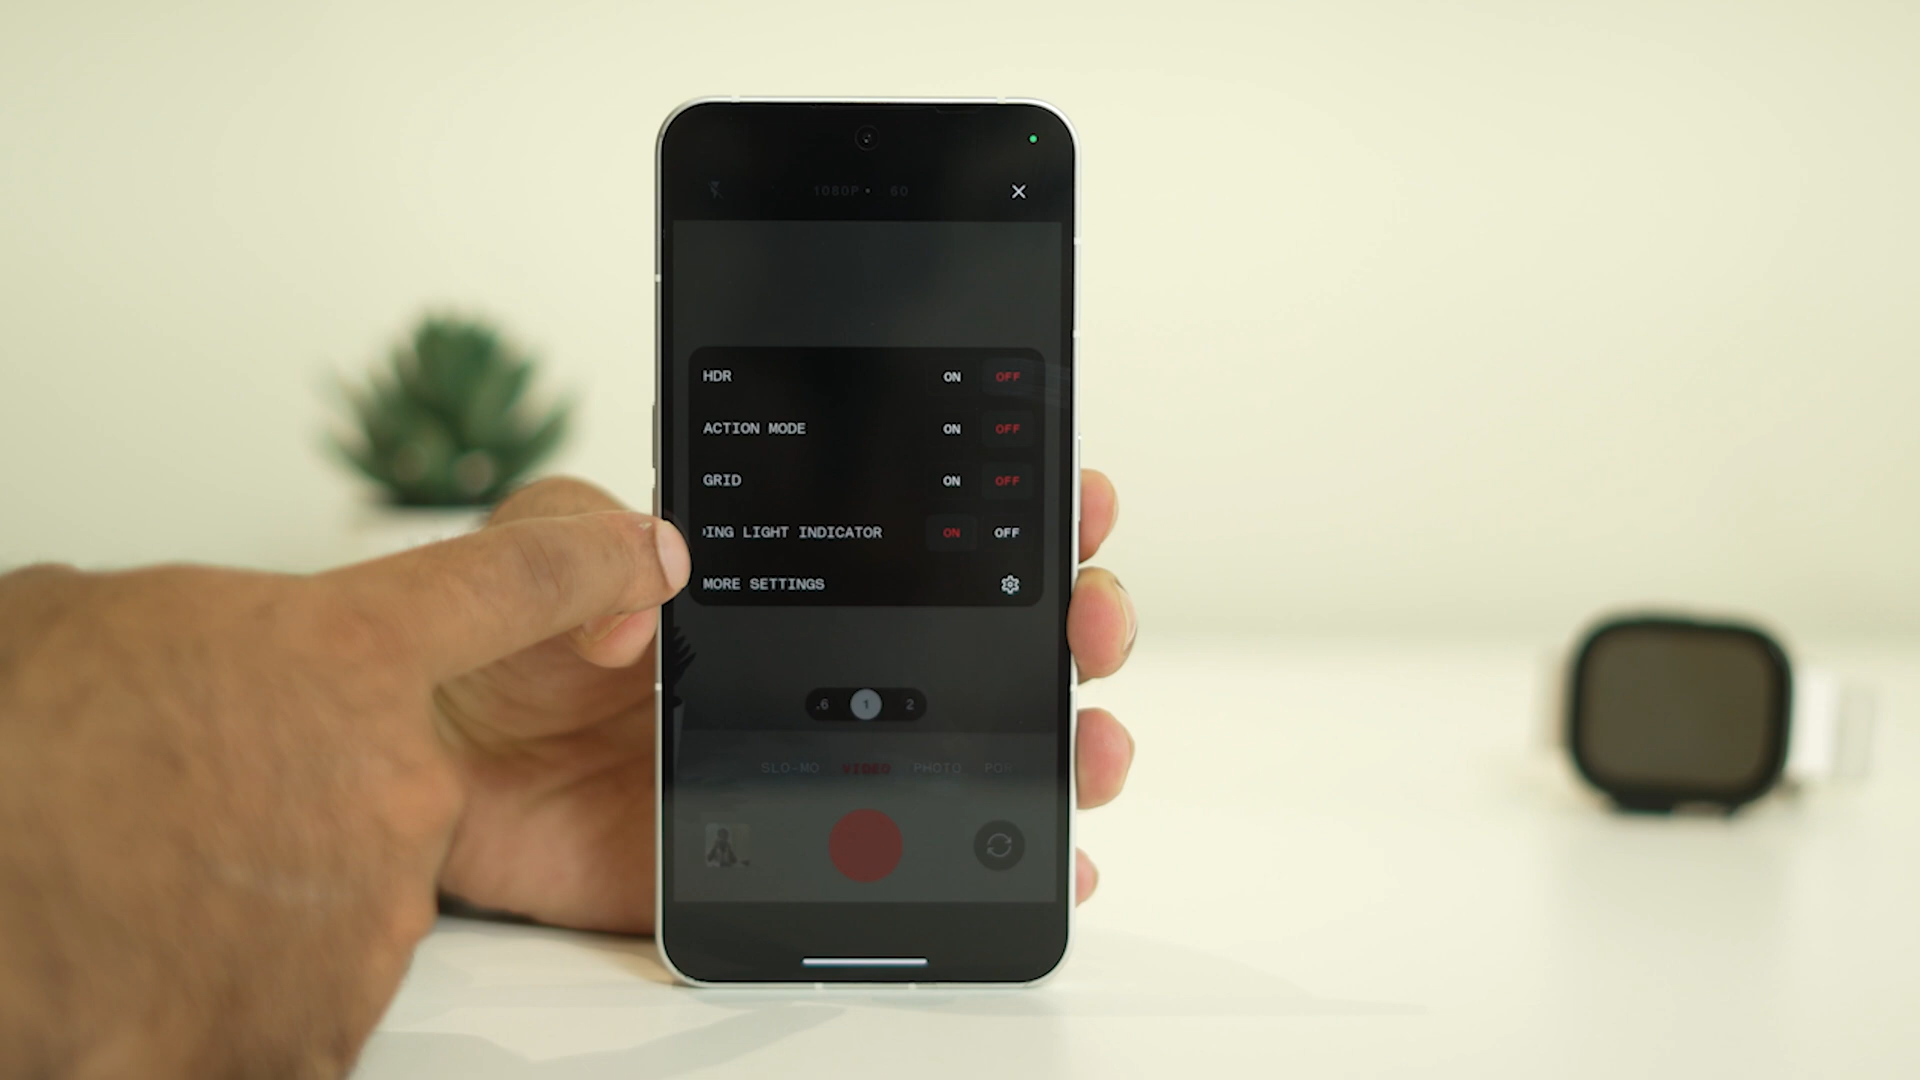 1080P • 60
HDR ON OFF
ACTION MODE ON OFF
GRID ON OFF
ING LIGHT INDICATOR ON OFF
MORE SETTINGS
.6 1 2
SLO-MO VIDEO PHOTO PO